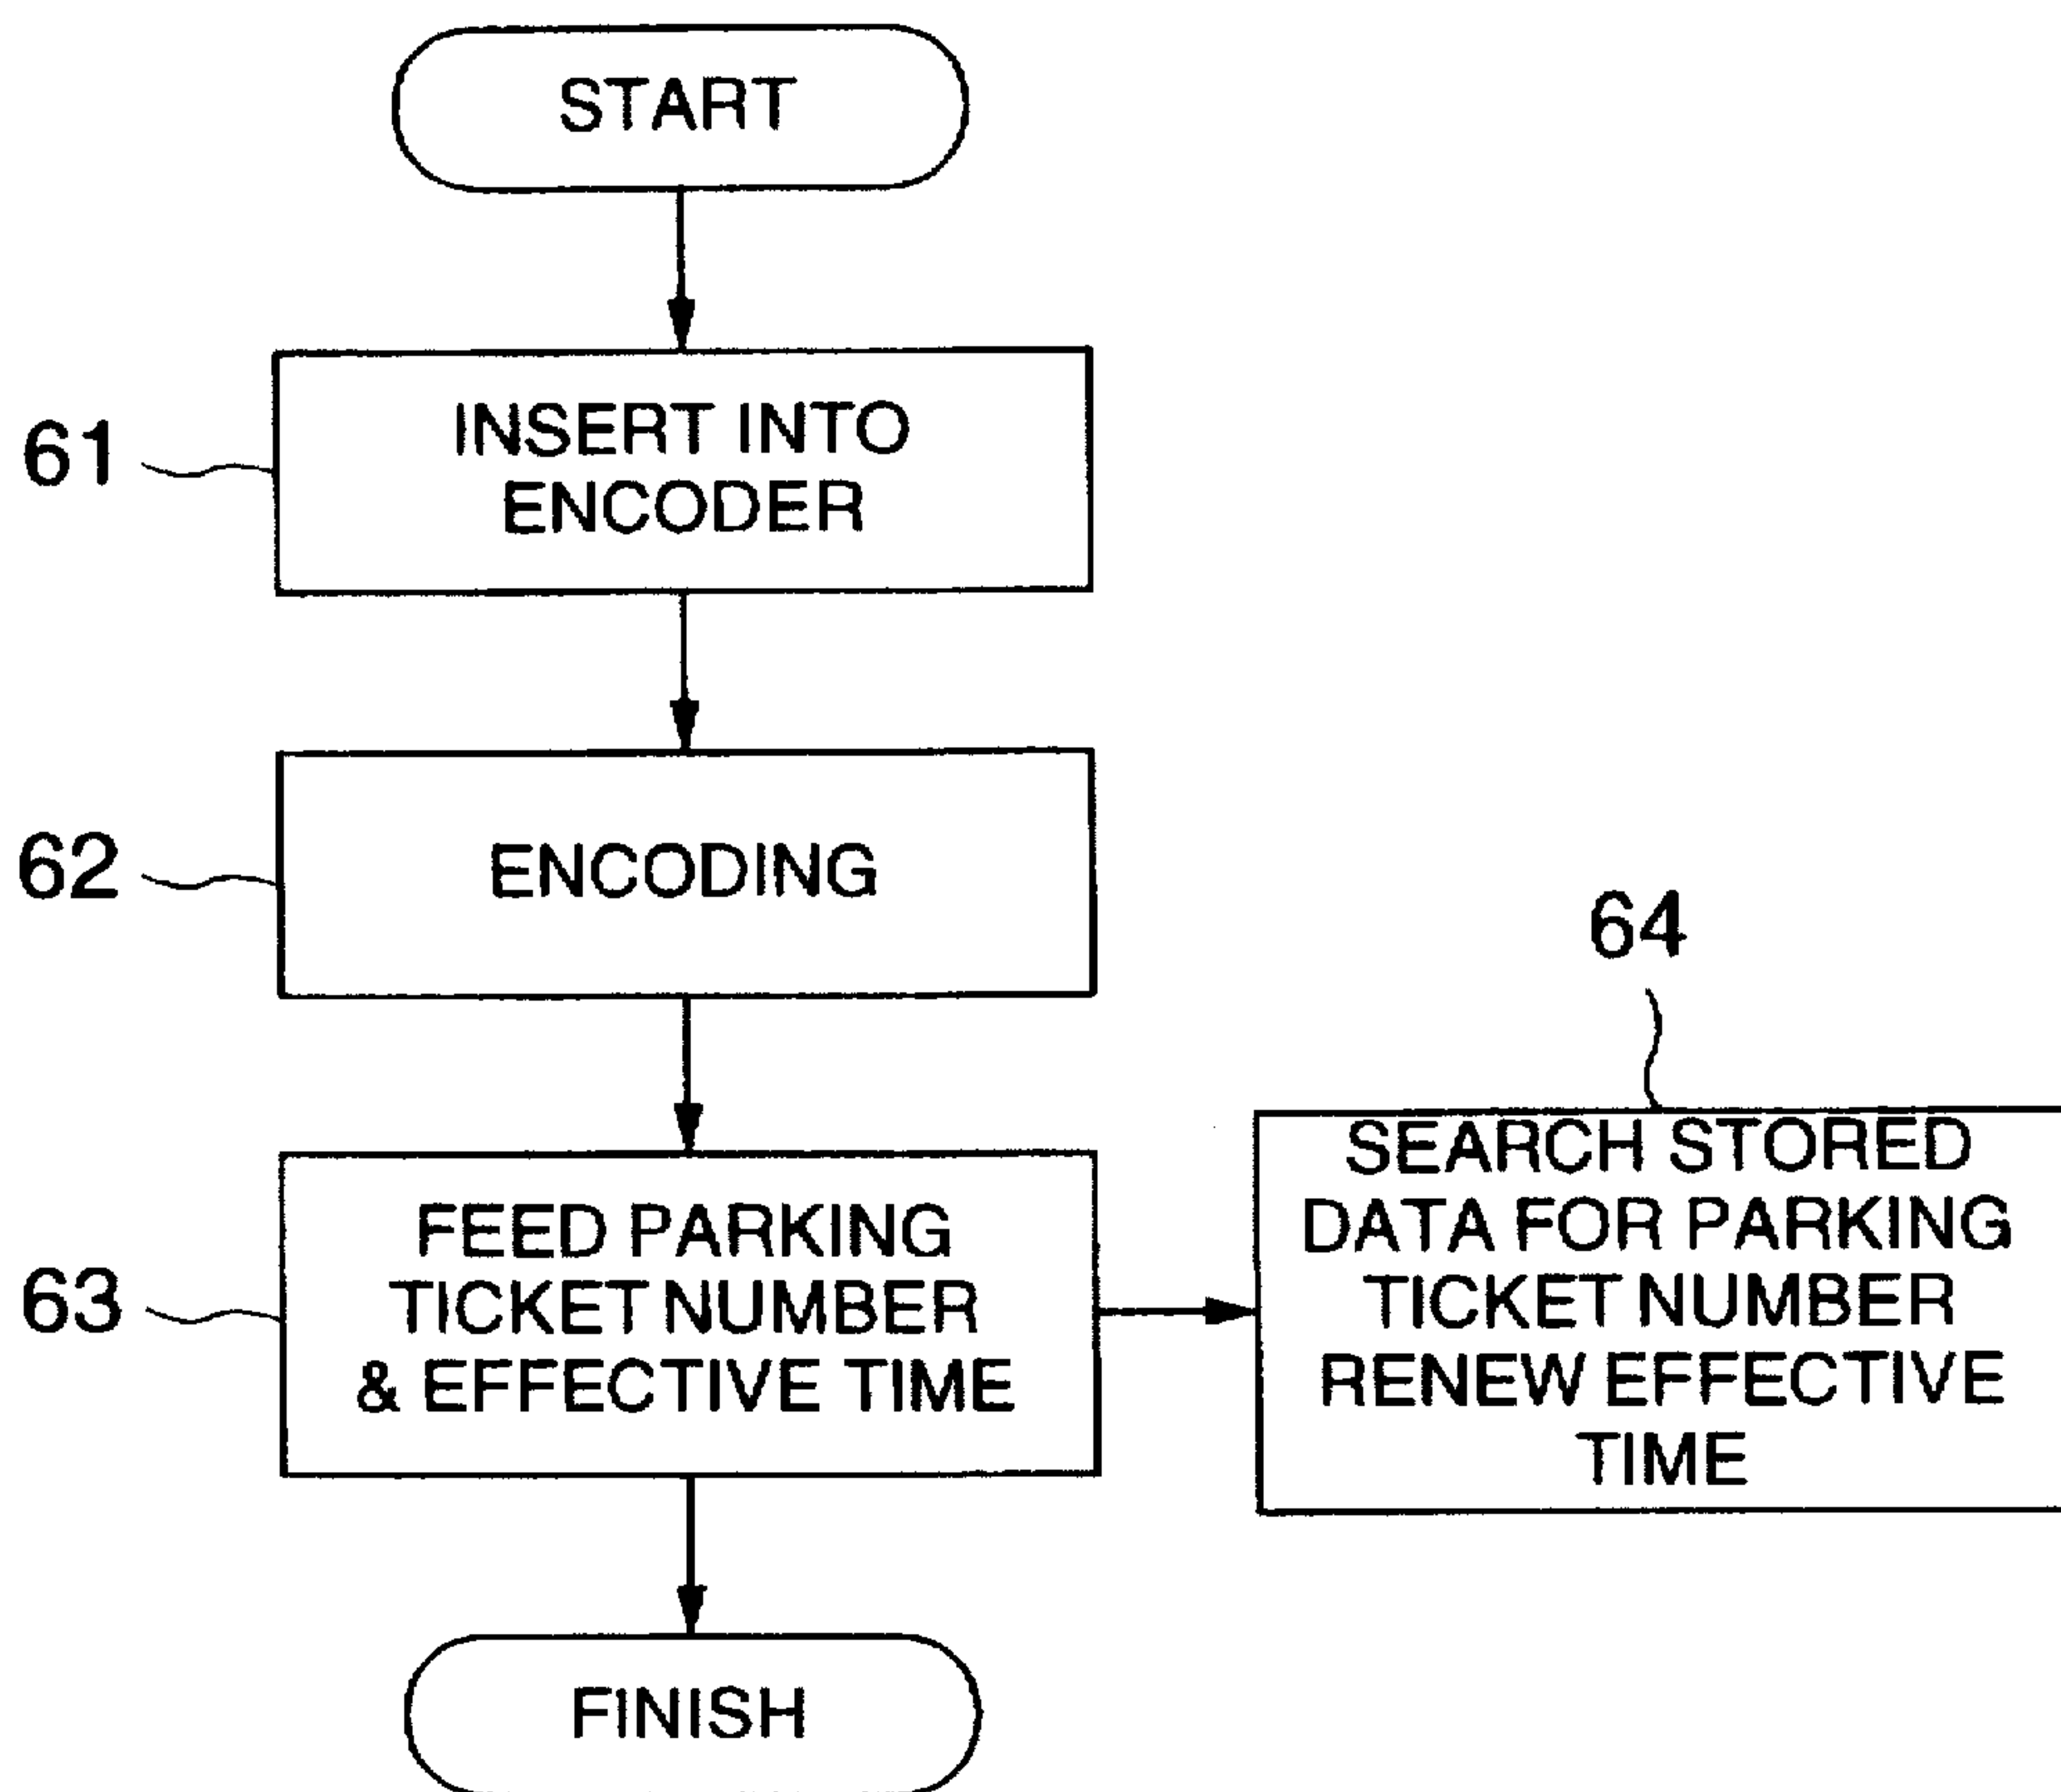 START
61
INSERT INTO
ENCODER
62
ENCODING
64
63
FEED PARKING
TICKET NUMBER
& EFFECTIVE TIME
SEARCH STORED
DATA FOR PARKING
TICKET NUMBER
RENEW EFFECTIVE
TIME
FINISH